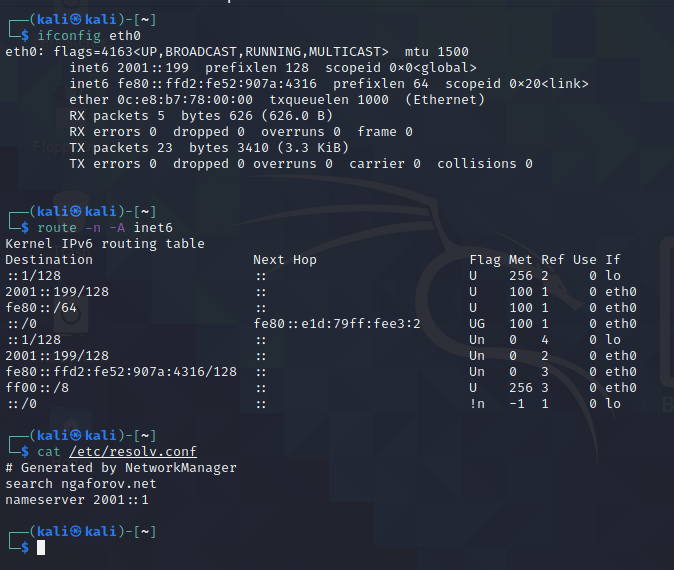 ┌──(kali㉿kali)-[~]
└─$ ifconfig eth0
eth0: flags=4163<UP,BROADCAST,RUNNING,MULTICAST>  mtu 1500
        inet6 2001::199  prefixlen 128  scopeid 0×0<global>
        inet6 fe80::ffd2:fe52:907a:4316  prefixlen 64  scopeid 0×20<link>
        ether 0c:e8:b7:78:00:00  txqueuelen 1000  (Ethernet)
        RX packets 5  bytes 626 (626.0 B)
        RX errors 0  dropped 0  overruns 0  frame 0
        TX packets 23  bytes 3410 (3.3 KiB)
        TX errors 0  dropped 0 overruns 0  carrier 0  collisions 0
┌──(kali㉿kali)-[~]
└─$ route -n -A inet6
Kernel IPv6 routing table
Destination                    Next Hop                   Flag Met Ref Use If
::1/128                        ::                         U    256 1     0 lo
2001::199/128                  ::                         U    100 1     0 eth0
fe80::/64                      ::                         U    100 1     0 eth0
::/0                           fe80::e1d:79ff:fee3:2      UG   100 1     0 eth0
::1/128                        ::                         Un   0   4     0 lo
2001::199/128                  ::                         Un   0   2     0 eth0
fe80::ffd2:fe52:907a:4316/128  ::                         Un   0   3     0 eth0
ff00::/8                       ::                         U    256 3     0 eth0
::/0                           ::                         !n   -1  1     0 lo
┌──(kali㉿kali)-[~]
└─$ cat /etc/resolv.conf
# Generated by NetworkManager
search ngaforov.net
nameserver 2001::1
┌──(kali㉿kali)-[~]
└─$